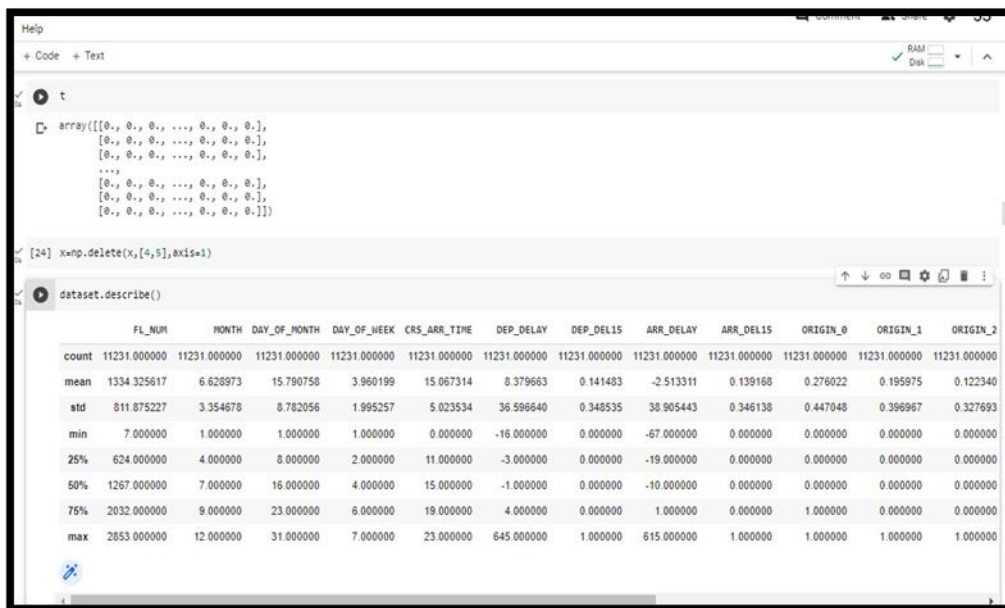 Comment Share
Help
+ Code + Text
RAM
Disk
t
array([[0., 0., 0., ..., 0., 0., 0.],
[0., 0., 0., ..., 0., 0., 0.],
[0., 0., 0., ..., 0., 0., 0.],
...,
[0., 0., 0., ..., 0., 0., 0.],
[0., 0., 0., ..., 0., 0., 0.],
[0., 0., 0., ..., 0., 0., 0.]])
[24] x=np.delete(x,[4,5],axis=1)
dataset.describe()
FL_NUM MONTH DAY_OF_MONTH DAY_OF_WEEK CRS_ARR_TIME DEP_DELAY DEP_DEL15 ARR_DELAY ARR_DEL15 ORIGIN_0 ORIGIN_1 ORIGIN_2
count 11231.000000 11231.000000 11231.000000 11231.000000 11231.000000 11231.000000 11231.000000 11231.000000 11231.000000 11231.000000 11231.000000 11231.000000
mean 1334.325617 6.628973 15.790758 3.960199 15.067314 8.379663 0.141483 -2.513311 0.139168 0.276022 0.195975 0.122340
std 811.875227 3.354678 8.782056 1.995257 5.023534 36.596640 0.348535 38.905443 0.346138 0.447048 0.396967 0.327693
min 7.000000 1.000000 1.000000 1.000000 0.000000 -16.000000 0.000000 -67.000000 0.000000 0.000000 0.000000 0.000000
25% 624.000000 4.000000 8.000000 2.000000 11.000000 -3.000000 0.000000 -19.000000 0.000000 0.000000 0.000000 0.000000
50% 1267.000000 7.000000 16.000000 4.000000 15.000000 -1.000000 0.000000 -10.000000 0.000000 0.000000 0.000000 0.000000
75% 2032.000000 9.000000 23.000000 6.000000 19.000000 4.000000 0.000000 1.000000 0.000000 1.000000 0.000000 0.000000
max 2853.000000 12.000000 31.000000 7.000000 23.000000 645.000000 1.000000 615.000000 1.000000 1.000000 1.000000 1.000000